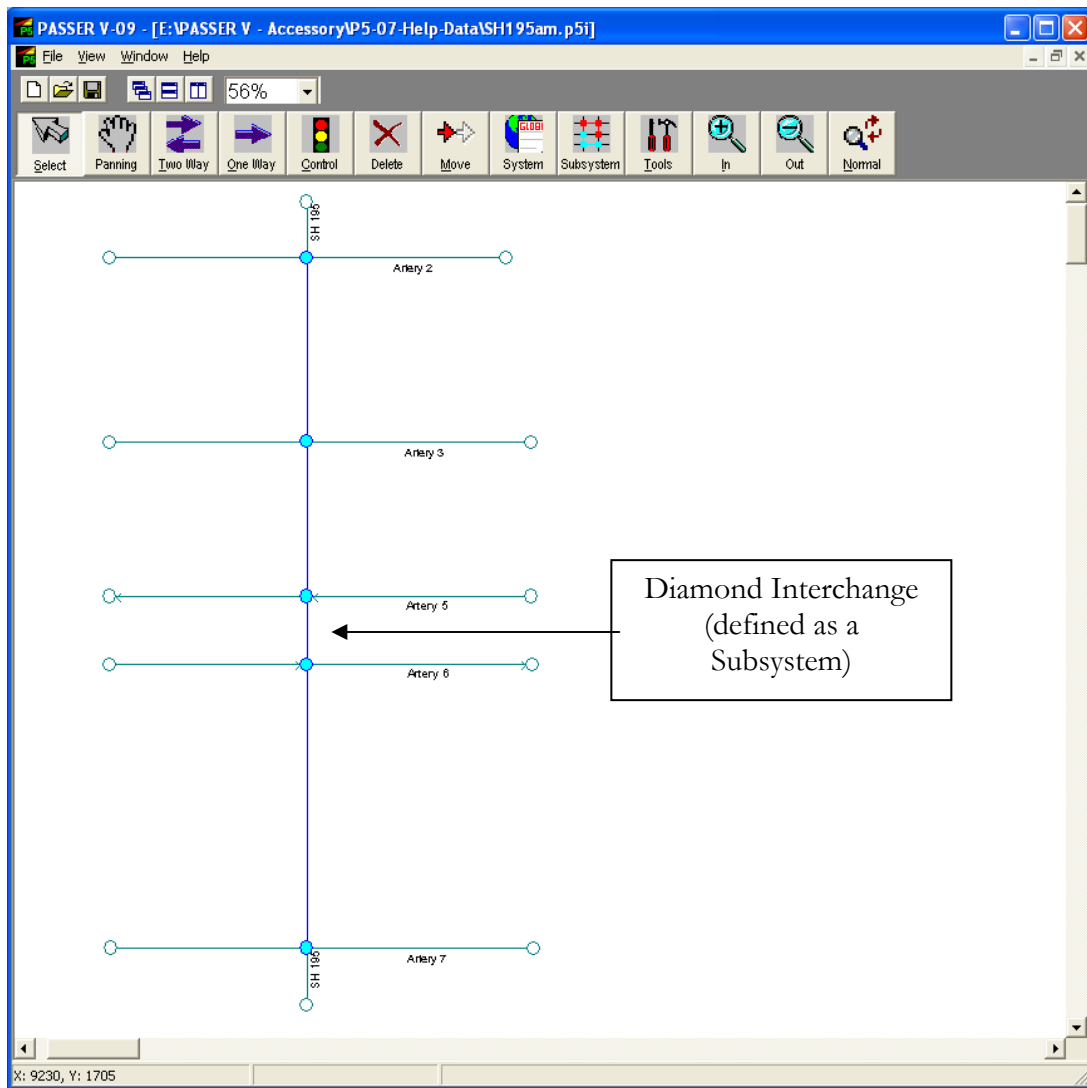 PASSER V-09 - [E:\PASSER V - Accessory\P5-07-Help-Data\SH195am.p5i]
File View Window Help
56%
Select Panning Two Way One Way Control Delete Move System Subsystem Tools In Out Normal
GLOBI
SH 195
Artery 2
Artery 3
Artery 5
Artery 6
Diamond Interchange
(defined as a
Subsystem)
Artery 7
SH 195
X: 9230, Y: 1705